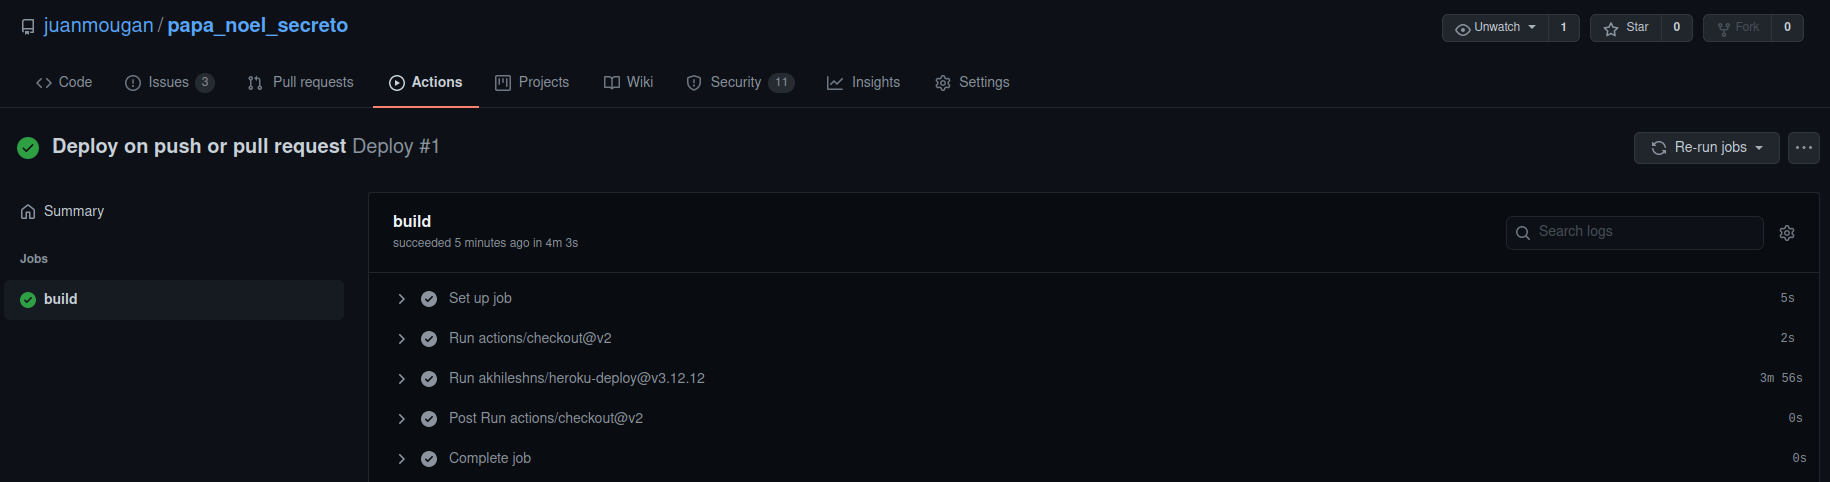 juanmougan / papa_noel_secreto
Unwatch 1 Star 0 Fork 0
Code Issues 3 Pull requests Actions Projects Wiki Security 11 Insights Settings
Deploy on push or pull request Deploy #1
Re-run jobs
Summary
Jobs
build
build
succeeded 5 minutes ago in 4m 3s
Search logs
Set up job 5s
Run actions/checkout@v2 2s
Run akhileshns/heroku-deploy@v3.12.12 3m 56s
Post Run actions/checkout@v2 0s
Complete job 0s